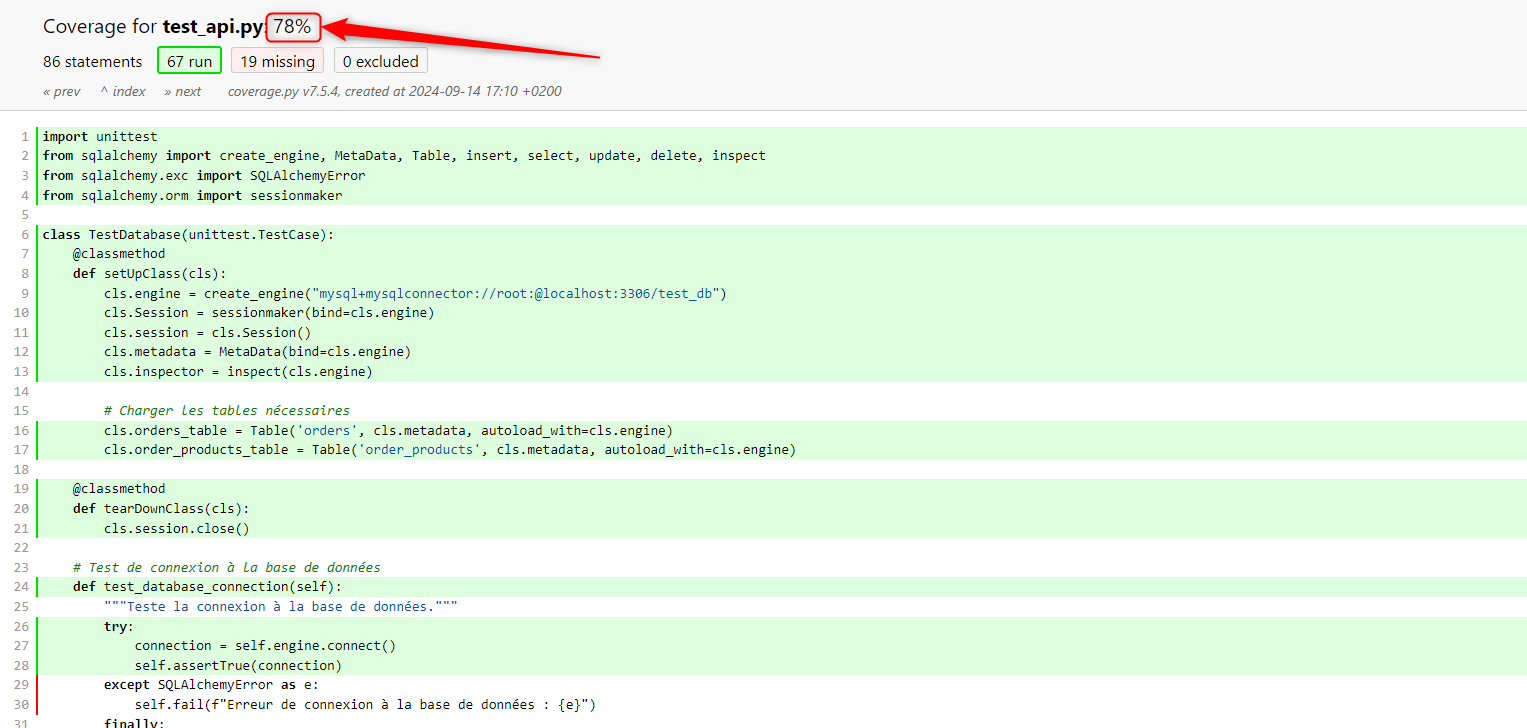 Coverage for test_api.py: 78%
86 statements 67 run 19 missing 0 excluded
« prev ^ index » next coverage.py v7.5.4, created at 2024-09-14 17:10 +0200
1 import unittest
2 from sqlalchemy import create_engine, MetaData, Table, insert, select, update, delete, inspect
3 from sqlalchemy.exc import SQLAlchemyError
4 from sqlalchemy.orm import sessionmaker
5
6 class TestDatabase(unittest.TestCase):
7     @classmethod
8     def setUpClass(cls):
9         cls.engine = create_engine("mysql+mysqlconnector://root:@localhost:3306/test_db")
10         cls.Session = sessionmaker(bind=cls.engine)
11         cls.session = cls.Session()
12         cls.metadata = MetaData(bind=cls.engine)
13         cls.inspector = inspect(cls.engine)
14
15         # Charger les tables nécessaires
16         cls.orders_table = Table('orders', cls.metadata, autoload_with=cls.engine)
17         cls.order_products_table = Table('order_products', cls.metadata, autoload_with=cls.engine)
18
19     @classmethod
20     def tearDownClass(cls):
21         cls.session.close()
22
23     # Test de connexion à la base de données
24     def test_database_connection(self):
25         """Teste la connexion à la base de données."""
26         try:
27             connection = self.engine.connect()
28             self.assertTrue(connection)
29         except SQLAlchemyError as e:
30             self.fail(f"Erreur de connexion à la base de données : {e}")
31         finally: